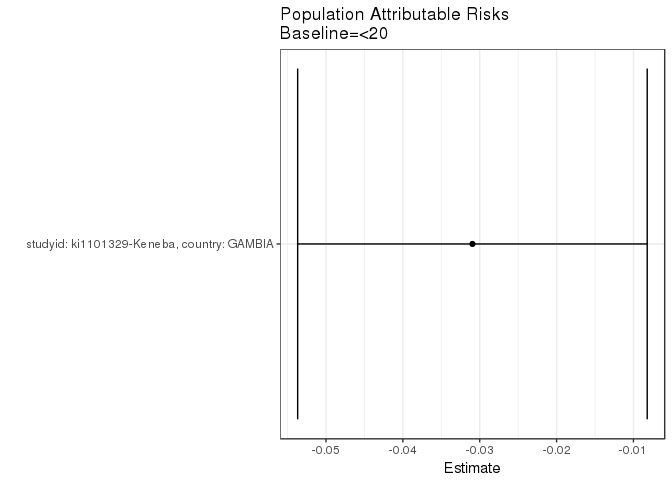 Population Attributable Risks
Baseline=<20
studyid: ki1101329-Keneba, country: GAMBIA
-0.05 -0.04 -0.03 -0.02 -0.01
Estimate